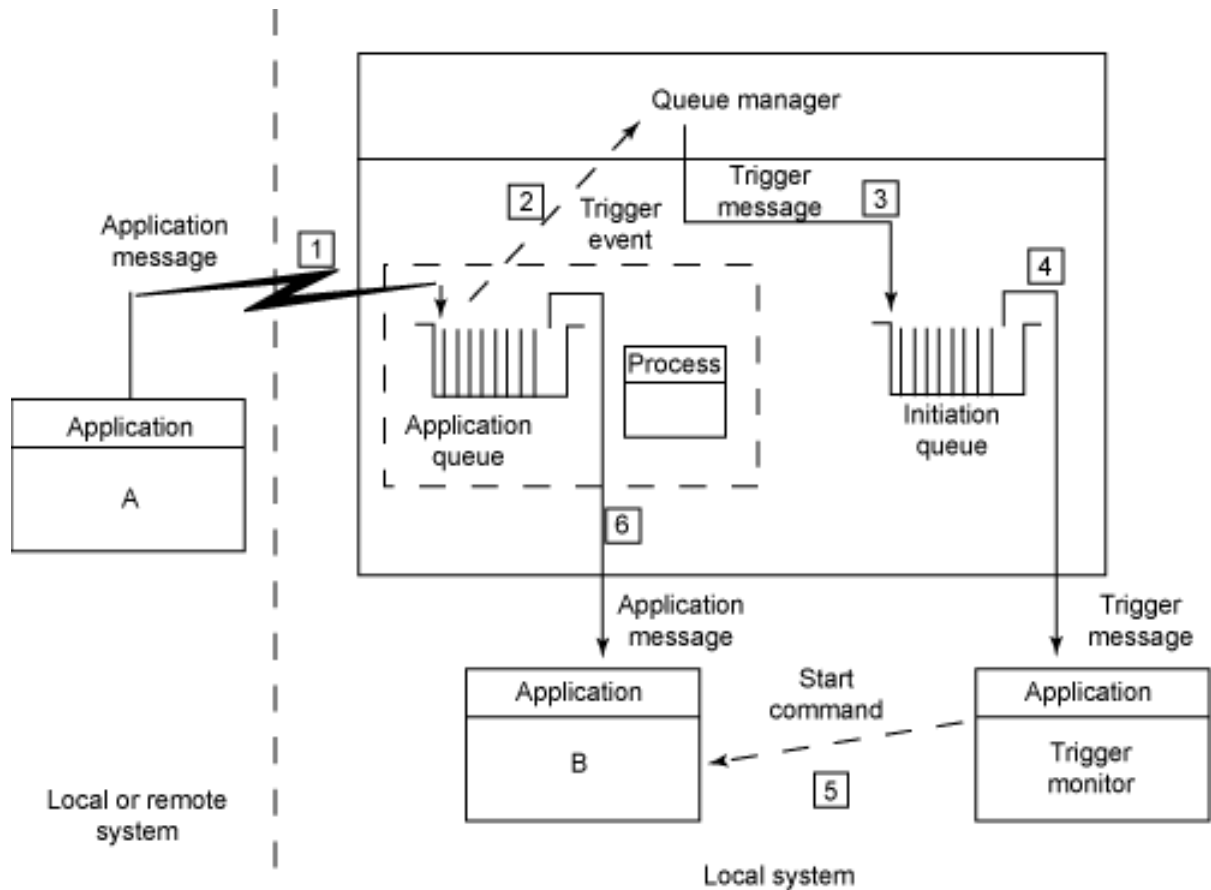 Queue manager
2
Trigger
event
Trigger
message
3
Application
message
1
4
Process
Application
queue
Initiation
queue
Application
A
6
Application
message
Trigger
message
Application
B
Start
command
5
Application
Trigger
monitor
Local or remote
system
Local system